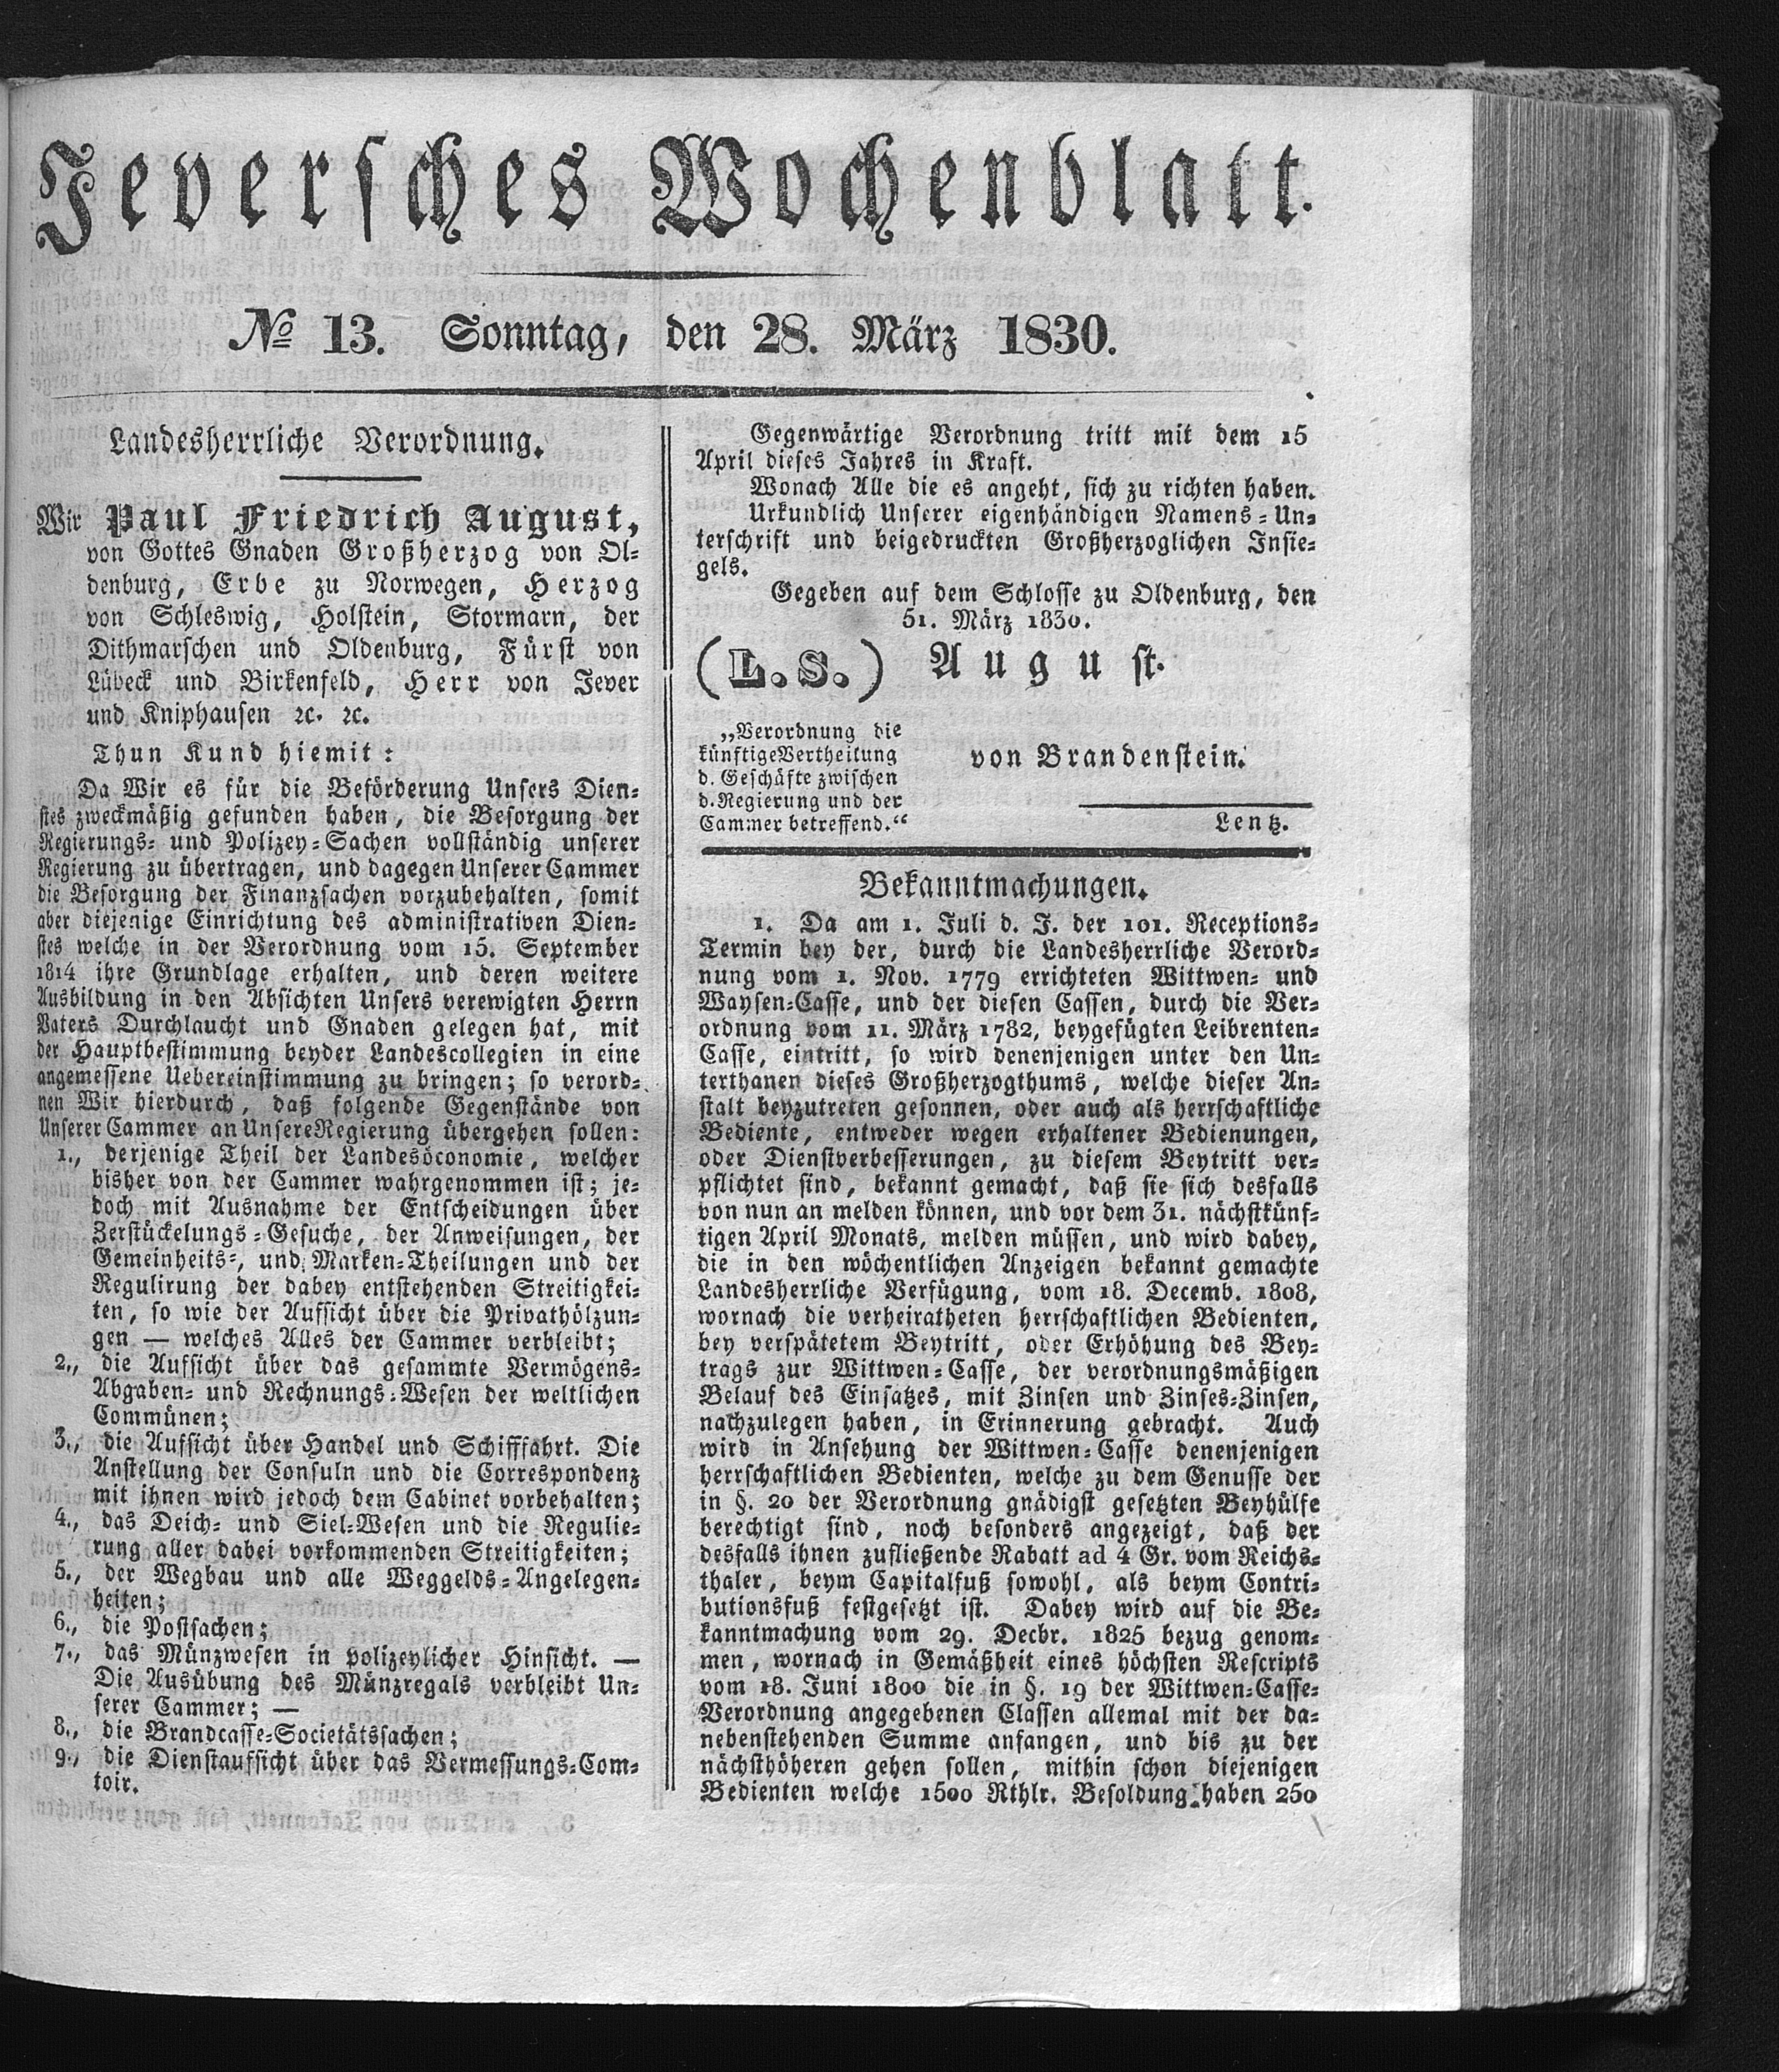 Jeversches Wochenblatt.
№ 13. Sonntag, den 28. März 1830.
Landesherrliche Verordnung.
Wir Paul Friedrich August,
von Gottes Gnaden Großherzog von Ol-
denburg, Erbe zu Norwegen, Herzog
von Schleswig, Holstein, Stormarn, der
Dithmarschen und Oldenburg, Fürst von
Lübeck und Birkenfeld, Herr von Jever
und Kniphausen ꝛc. ꝛc.
Thun Kund hiemit:
Da Wir es für die Beförderung Unsers Dien-
stes zweckmäßig gefunden haben, die Besorgung der
Regierungs- und Polizey-Sachen vollständig unserer
Regierung zu übertragen, und dagegen Unserer Cammer
die Besorgung der Finanzsachen vorzubehalten, somit
aber diejenige Einrichtung des administrativen Dien-
stes welche in der Verordnung vom 15. September
1814 ihre Grundlage erhalten, und deren weitere
Ausbildung in den Absichten Unsers verewigten Herrn
Vaters Durchlaucht und Gnaden gelegen hat, mit
der Hauptbestimmung beyder Landescollegien in eine
angemessene Uebereinstimmung zu bringen; so verord-
nen Wir hierdurch, daß folgende Gegenstände von
Unserer Cammer an Unsere Regierung übergehen sollen:
1., derjenige Theil der Landesöconomie, welcher
bisher von der Cammer wahrgenommen ist; je-
doch mit Ausnahme der Entscheidungen über
Zerstückelungs-Gesuche, der Anweisungen, der
Gemeinheits-, und Marken-Theilungen und der
Regulirung der dabey entstehenden Streitigkei-
ten, so wie der Aufsicht über die Privathölzun-
gen — welches Alles der Cammer verbleibt;
2., die Aufsicht über das gesammte Vermögens-
Abgaben- und Rechnungs-Wesen der weltlichen
Communen;
3., die Aufsicht über Handel und Schifffahrt. Die
Anstellung der Consuln und die Correspondenz
mit ihnen wird jedoch dem Cabinet vorbehalten;
4., das Deich- und Siel-Wesen und die Regulie-
rung aller dabei vorkommenden Streitigkeiten;
5., der Wegbau und alle Weggelds-Angelegen-
heiten;
6., die Postsachen;
7., das Münzwesen in polizeylicher Hinsicht. —
Die Ausübung des Münzregals verbleibt Un-
serer Cammer; —
8., die Brandcasse-Societätssachen;
9., die Dienstaufsicht über das Vermessungs-Com-
toir.
Gegenwärtige Verordnung tritt mit dem 15
April dieses Jahres in Kraft.
Wonach Alle die es angeht, sich zu richten haben.
Urkundlich Unserer eigenhändigen Namens-Un-
terschrift und beigedruckten Großherzoglichen Insie-
gels.
Gegeben auf dem Schlosse zu Oldenburg, den
51. März 1830.
(L.S.) August.
„Verordnung die
künftige Vertheilung
d. Geschäfte zwischen
d. Regierung und der
Cammer betreffend.“
von Brandenstein.
Lentz.
Bekanntmachungen.
1. Da am 1. Juli d. J. der 101. Receptions-
Termin bey der, durch die Landesherrliche Verord-
nung vom 1. Nov. 1779 errichteten Wittwen- und
Waysen-Casse, und der diesen Cassen, durch die Ver-
ordnung vom 11. März 1782, beygefügten Leibrenten-
Casse, eintritt, so wird denenjenigen unter den Un-
terthanen dieses Großherzogthums, welche dieser An-
stalt beyzutreten gesonnen, oder auch als herrschaftliche
Bediente, entweder wegen erhaltener Bedienungen,
oder Dienstverbesserungen, zu diesem Beytritt ver-
pflichtet sind, bekannt gemacht, daß sie sich desfalls
von nun an melden können, und vor dem 31. nächstkünf-
tigen April Monats, melden müssen, und wird dabey,
die in den wöchentlichen Anzeigen bekannt gemachte
Landesherrliche Verfügung, vom 18. Decemb. 1808,
wornach die verheiratheten herrschaftlichen Bedienten,
bey verspätetem Beytritt, oder Erhöhung des Bey-
trags zur Wittwen-Casse, der verordnungsmäßigen
Belauf des Einsatzes, mit Zinsen und Zinses-Zinsen,
nachzulegen haben, in Erinnerung gebracht. Auch
wird in Ansehung der Wittwen-Casse denenjenigen
herrschaftlichen Bedienten, welche zu dem Genusse der
in §. 20 der Verordnung gnädigst gesetzten Beyhülfe
berechtigt sind, noch besonders angezeigt, daß der
desfalls ihnen zufließende Rabatt ad 4 Gr. vom Reichs-
thaler, beym Capitalfuß sowohl, als beym Contri-
butionsfuß festgesetzt ist. Dabey wird auf die Be-
kanntmachung vom 29. Decbr. 1825 bezug genom-
men, wornach in Gemäßheit eines höchsten Rescripts
vom 18. Juni 1800 die in §. 19 der Wittwen-Casse-
Verordnung angegebenen Classen allemal mit der da-
nebenstehenden Summe anfangen, und bis zu der
nächsthöheren gehen sollen, mithin schon diejenigen
Bedienten welche 1500 Rthlr. Besoldung haben 250